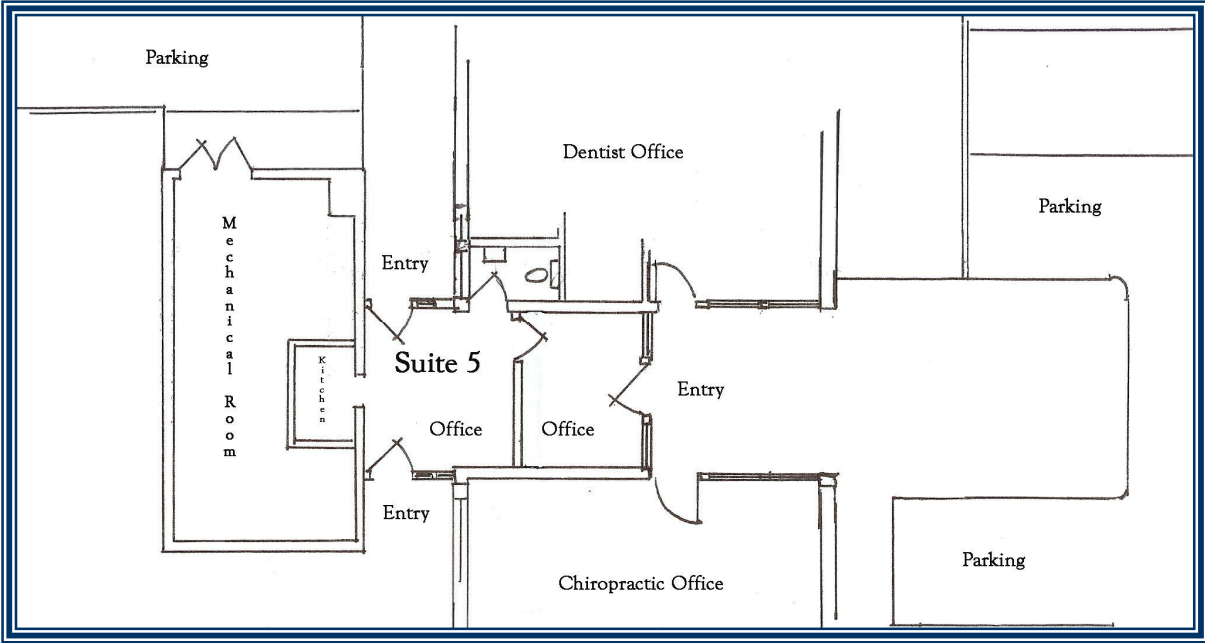 Parking
Dentist Office
Parking
Mechanical Room
Entry
Suite 5
Kitchen
Entry
Office
Office
Entry
Parking
Chiropractic Office